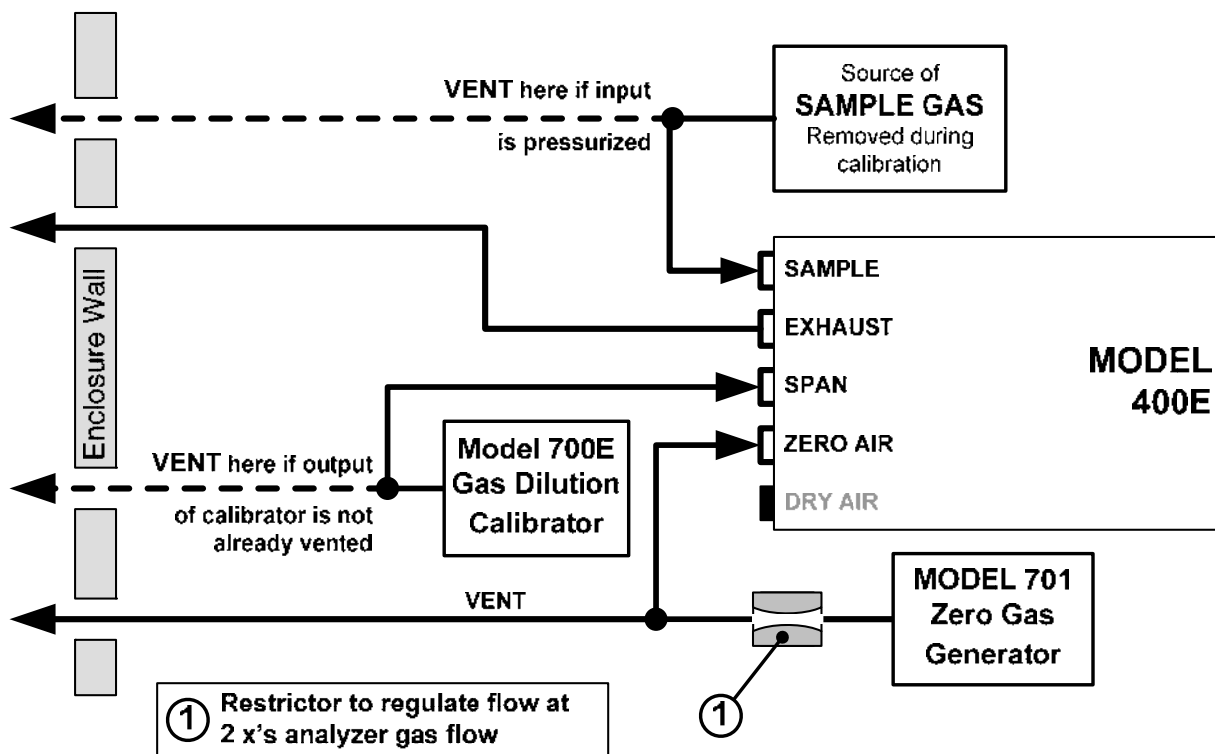 VENT here if input
is pressurized
Source of
SAMPLE GAS
Removed during
calibration
Enclosure Wall
SAMPLE
EXHAUST
SPAN
ZERO AIR
DRY AIR
MODEL
400E
VENT here if output
of calibrator is not
already vented
Model 700E
Gas Dilution
Calibrator
VENT
MODEL 701
Zero Gas
Generator
1
1 Restrictor to regulate flow at
2 x's analyzer gas flow